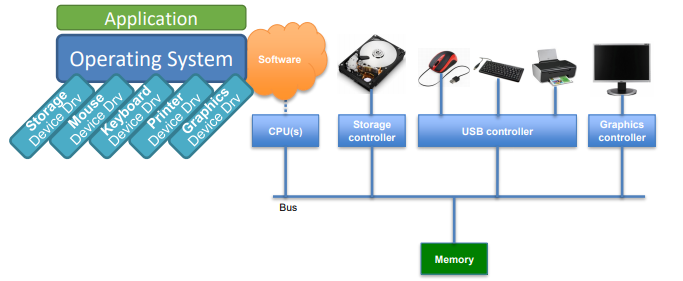 Application
Operating System
Storage
Device Drv
Mouse
Device Drv
Keyboard
Device Drv
Printer
Device Drv
Graphics
Device Drv
Software
CPU(s)
Storage
controller
USB controller
Graphics
controller
Bus
Memory